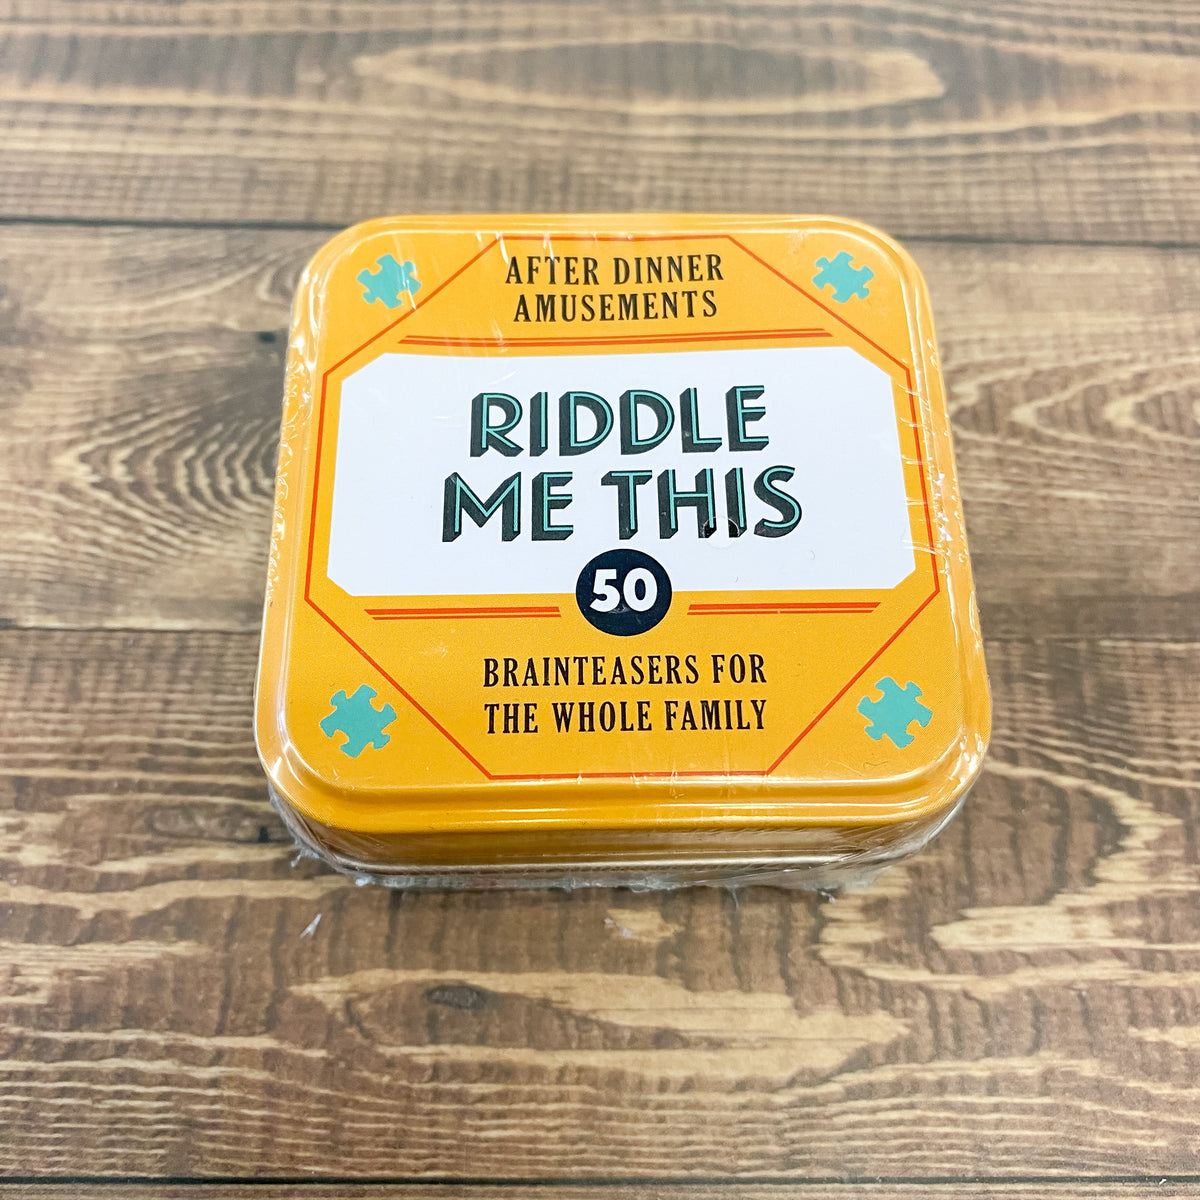 AFTER DINNER
AMUSEMENTS
RIDDLE
ME THIS
50
BRAINTEASERS FOR
THE WHOLE FAMILY